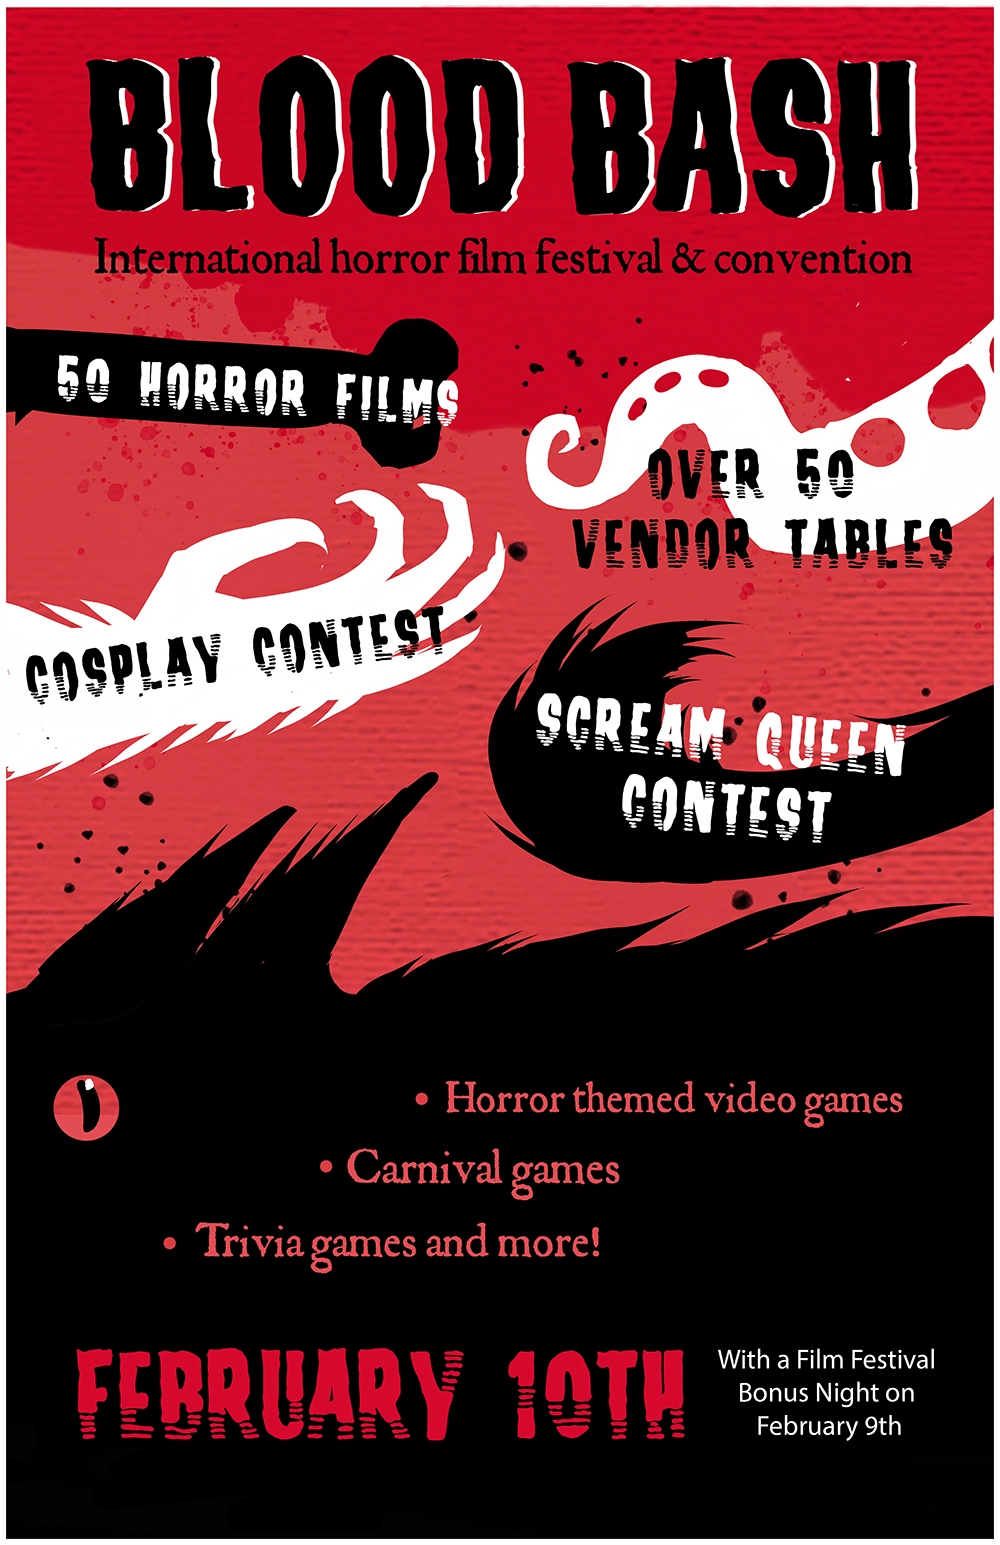 BLOOD BASH
International horror film festival & convention
50 HORROR FILMS
OVER 50
VENDOR TABLES
COSPLAY CONTEST
SCREAM QUEEN
CONTEST
• Horror themed video games
• Carnival games
• Trivia games and more!
FEBRUARY 10TH
With a Film Festival
Bonus Night on
February 9th